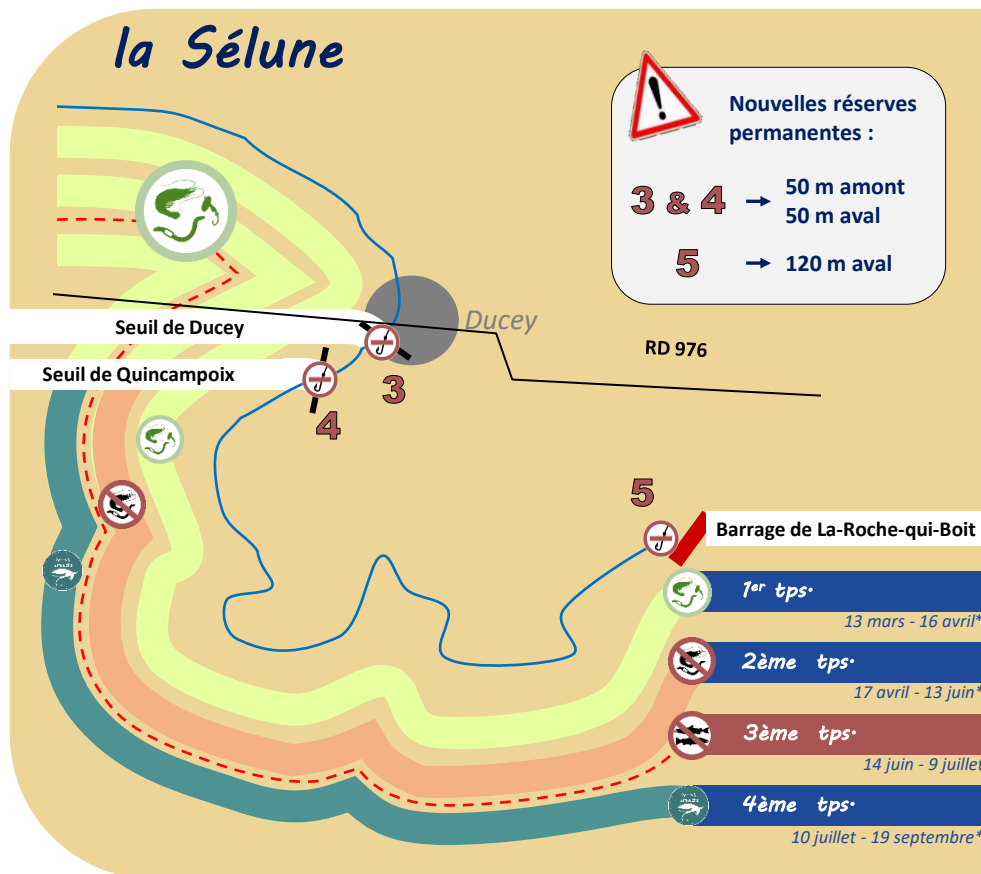 la Sélune
Nouvelles réserves
permanentes :
3 & 4 → 50 m amont
50 m aval
5 → 120 m aval
Ducey
Seuil de Ducey
RD 976
Seuil de Quincampoix
3
4
5
Barrage de La-Roche-qui-Boit
1er tps.
13 mars - 16 avril*
2ème tps.
17 avril - 13 juin*
3ème tps.
14 juin - 9 juillet
4ème tps.
10 juillet - 19 septembre*